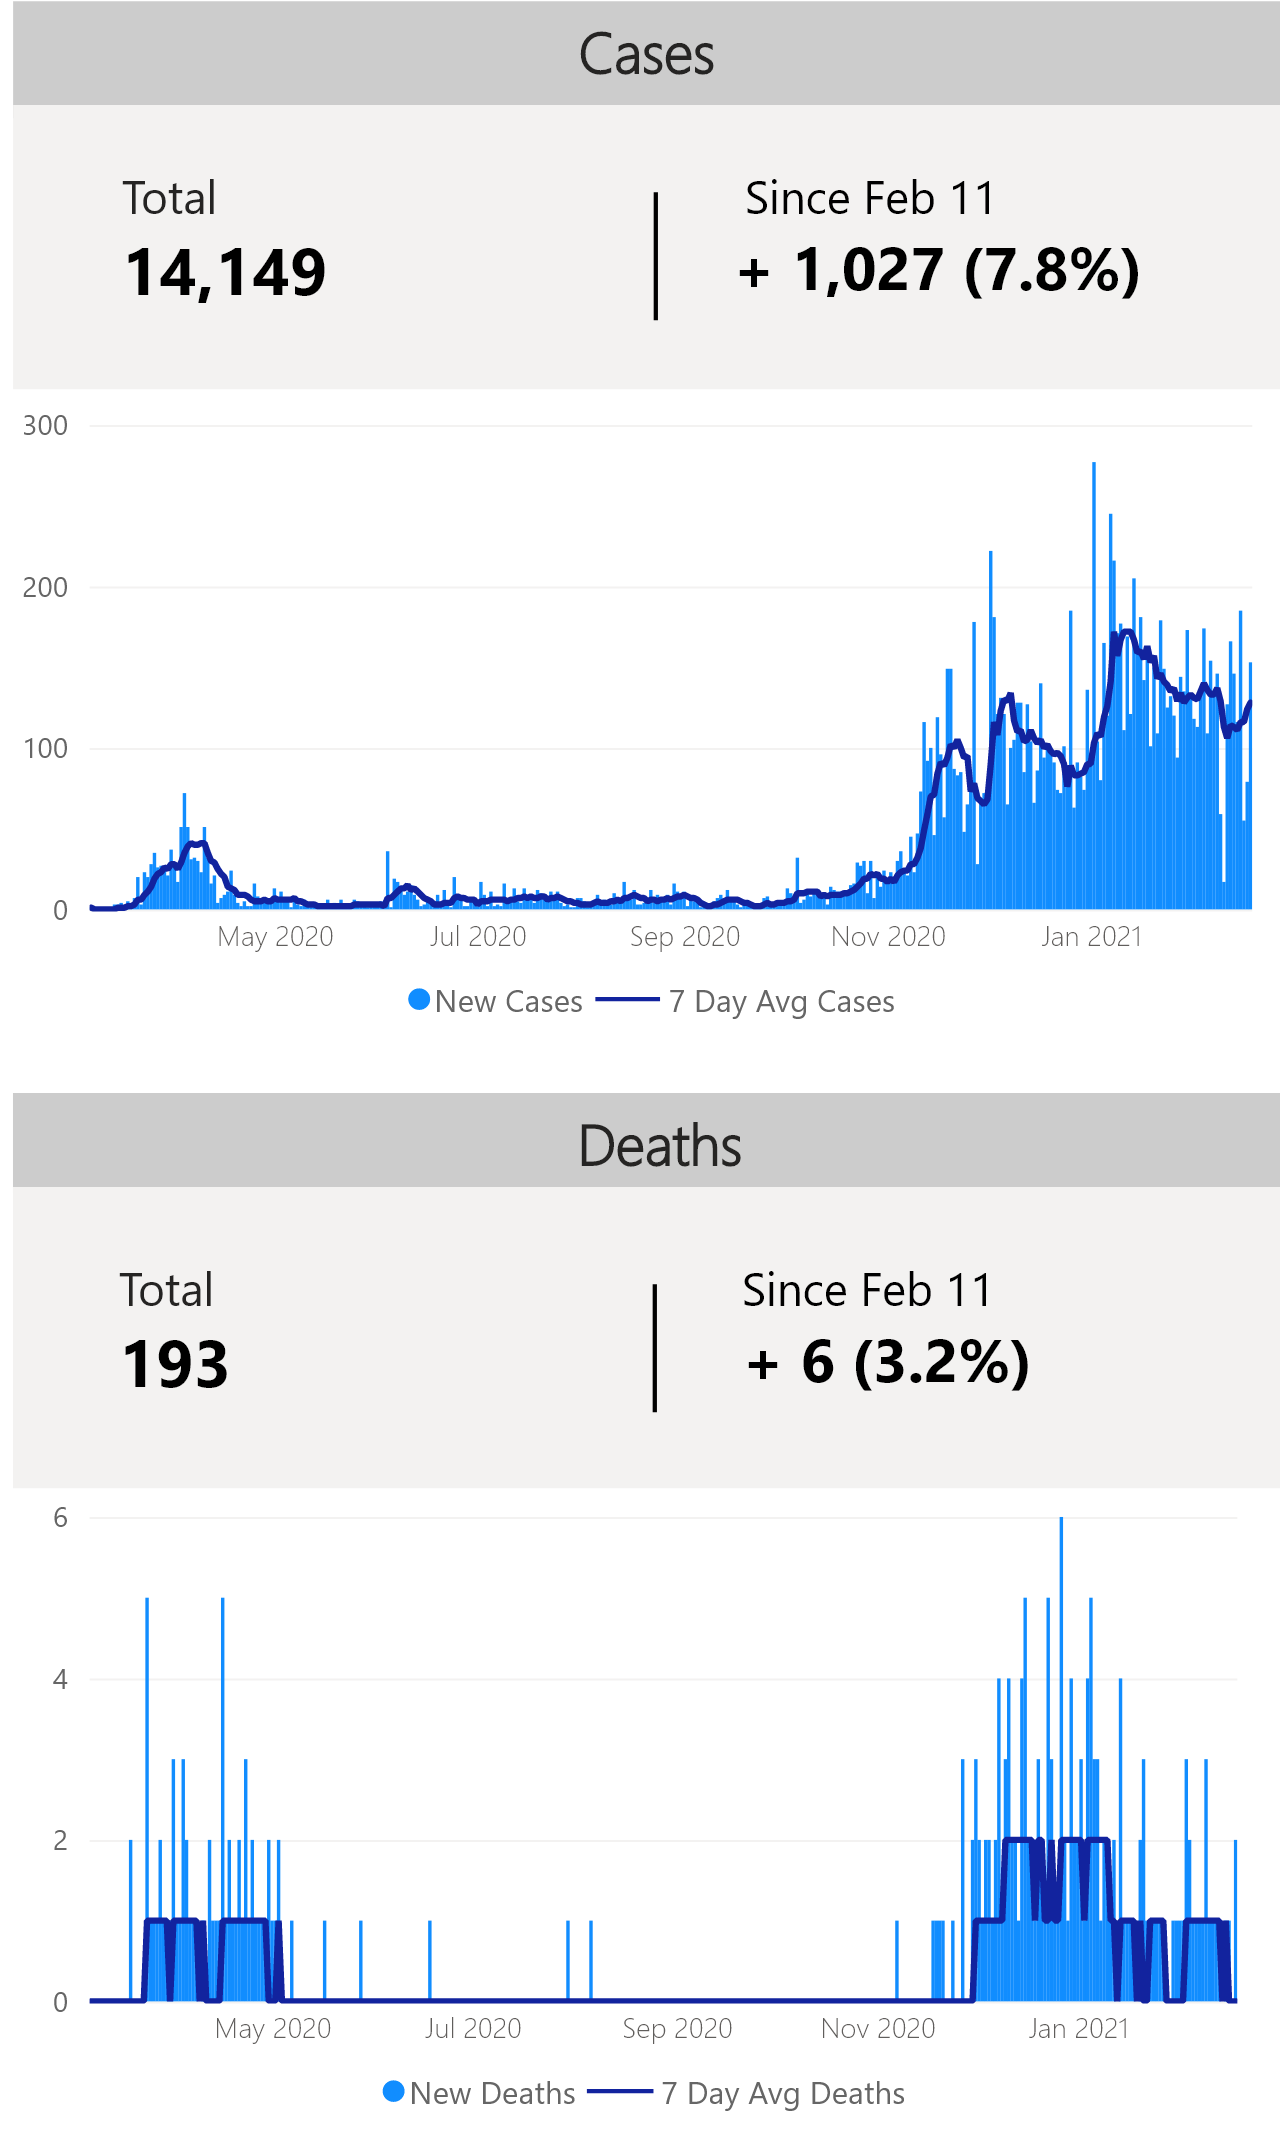 Cases
Total
14,149
Since Feb 11
+ 1,027 (7.8%)
300
200
100
0
May 2020 Jul 2020 Sep 2020 Nov 2020 Jan 2021
New Cases 7 Day Avg Cases
Deaths
Total
193
Since Feb 11
+ 6 (3.2%)
6
4
2
0
May 2020 Jul 2020 Sep 2020 Nov 2020 Jan 2021
New Deaths 7 Day Avg Deaths